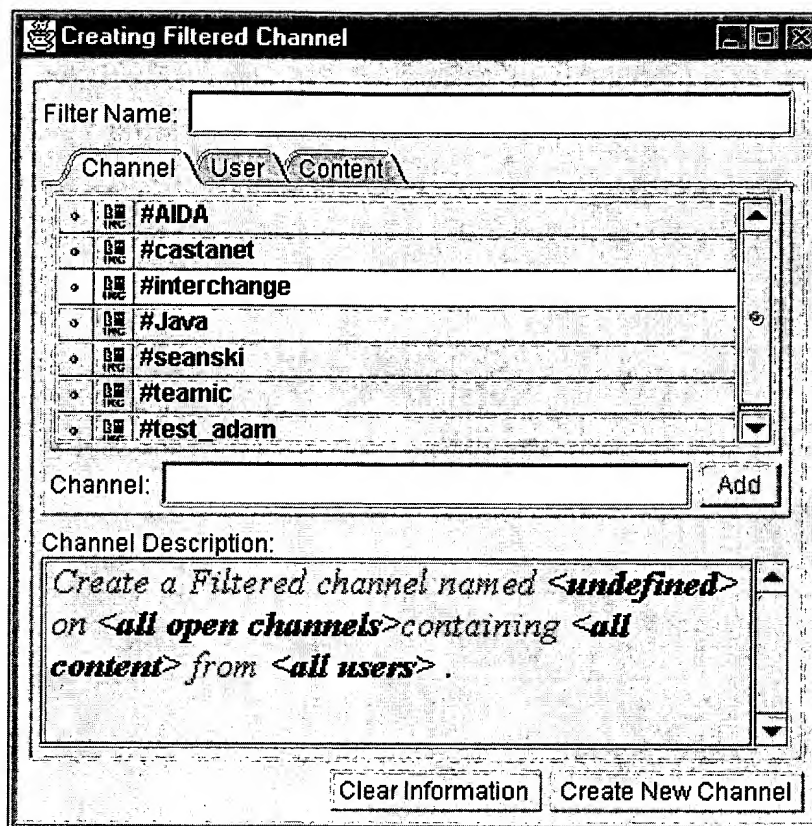 Creating Filtered Channel
Filter Name:
Channel User Content
#AIDA
#castanet
#interchange
#Java
#seanski
#teamic
#test_adam
Channel: Add
Channel Description:
Create a Filtered channel named <undefined>
on <all open channels>containing <all
content> from <all users> .
Clear Information Create New Channel